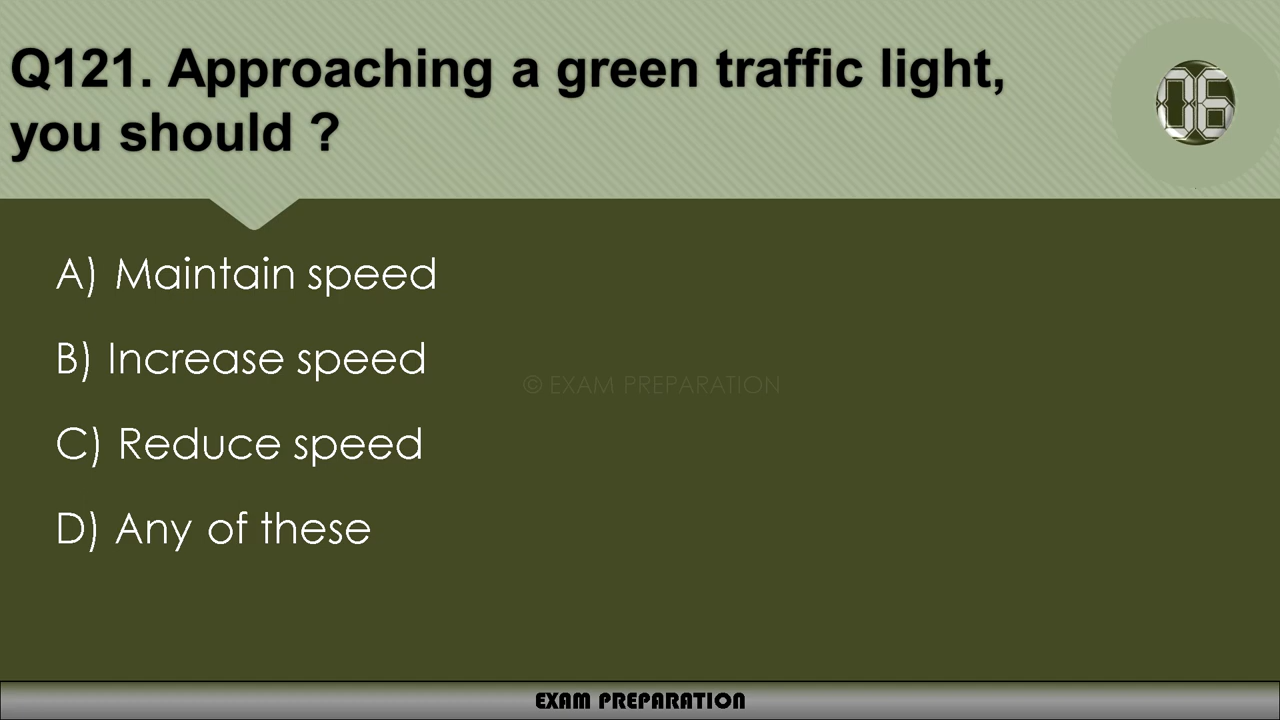 Q121. Approaching a green traffic light,
you should ?
06
A) Maintain speed
B) Increase speed
© EXAM PREPARATION
C) Reduce speed
D) Any of these
EXAM PREPARATION